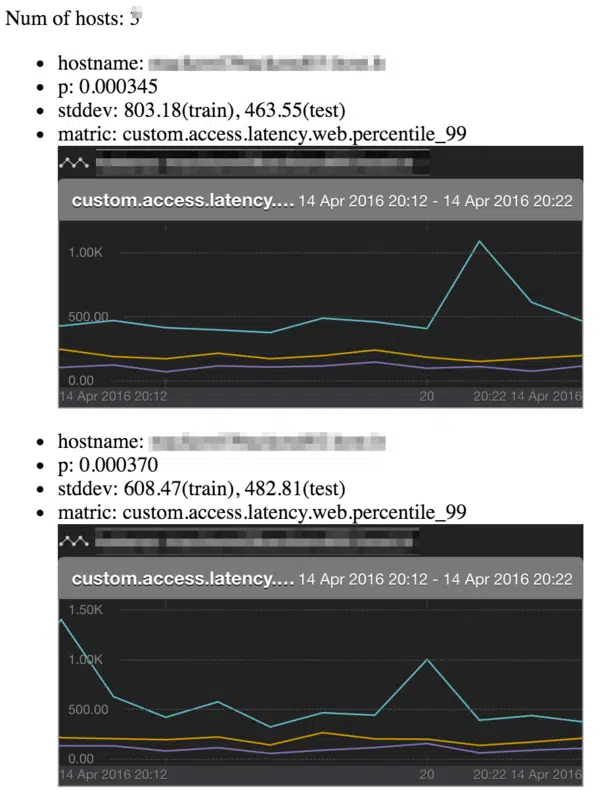 Num of hosts:
hostname:
p: 0.000345
stddev: 803.18(train), 463.55(test)
matric: custom.access.latency.web.percentile_99
custom.access.latency.... 14 Apr 2016 20:12 - 14 Apr 2016 20:22
1.00K
500.00
0.00
14 Apr 2016 20:12 20 20:22 14 Apr 2016
hostname:
p: 0.000370
stddev: 608.47(train), 482.81(test)
matric: custom.access.latency.web.percentile_99
custom.access.latency.... 14 Apr 2016 20:12 - 14 Apr 2016 20:22
1.50K
1.00K
500.00
0.00
14 Apr 2016 20:12 20 20:22 14 Apr 2016